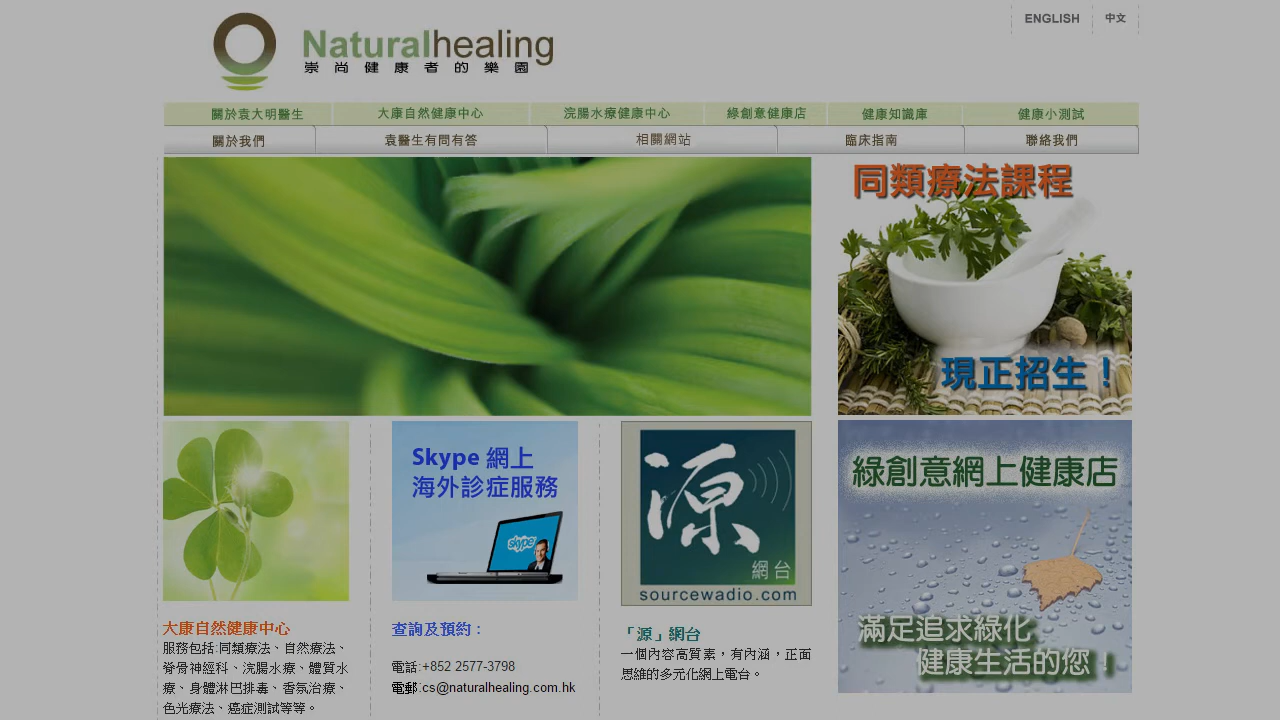 ENGLISH
中文
Naturalhealing
崇尚健康者的樂園
關於袁大明醫生
大康自然健康中心
浣腸水療健康中心
綠創意健康店
健康知識庫
健康小測試
關於我們
袁醫生有問有答
相關網站
臨床指南
聯絡我們
同類療法課程
現正招生！
Skype 網上
海外診症服務
skype
源
網台
sourcewadio.com
綠創意網上健康店
滿足追求綠化
健康生活的您！
大康自然健康中心
服務包括:同類療法、自然療法、
脊骨神經科、浣腸水療、鐳射水
療、身體淋巴排毒、音色治療、
色光療法、癌症測試等等。
查詢及預約：
電話:+852 2577-3798
電郵:cs@naturalhealing.com.hk
「源」網台
一個內容高質素，有內涵，正面
思維的多元化網上電台。